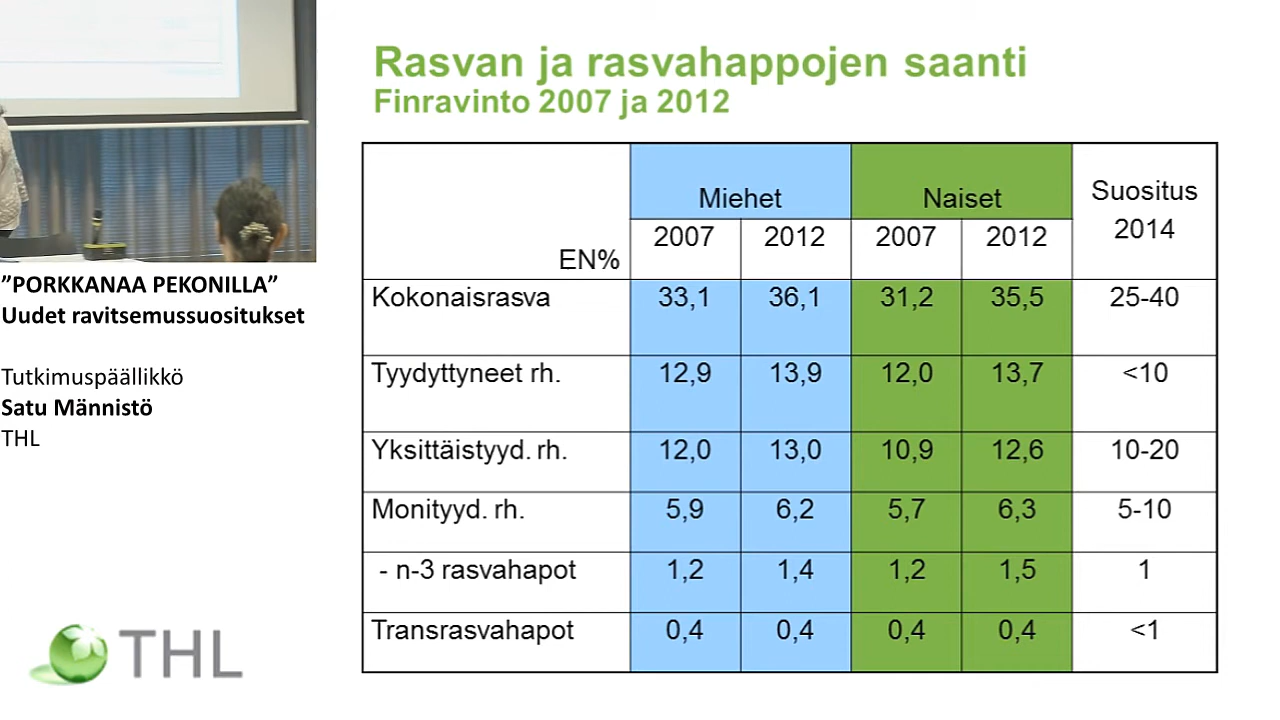 Rasvan ja rasvahappojen saanti
Finravinto 2007 ja 2012
”PORKKANAA PEKONILLA”
Uudet ravitsemussuositukset
Tutkimuspäällikkö
Satu Männistö
THL
THL
EN% Miehet Naiset Suositus 2014
2007 2012 2007 2012
Kokonaisrasva 33,1 36,1 31,2 35,5 25-40
Tyydyttyneet rh. 12,9 13,9 12,0 13,7 <10
Yksittäistyyd. rh. 12,0 13,0 10,9 12,6 10-20
Monityyd. rh. 5,9 6,2 5,7 6,3 5-10
- n-3 rasvahapot 1,2 1,4 1,2 1,5 1
Transrasvahapot 0,4 0,4 0,4 0,4 <1